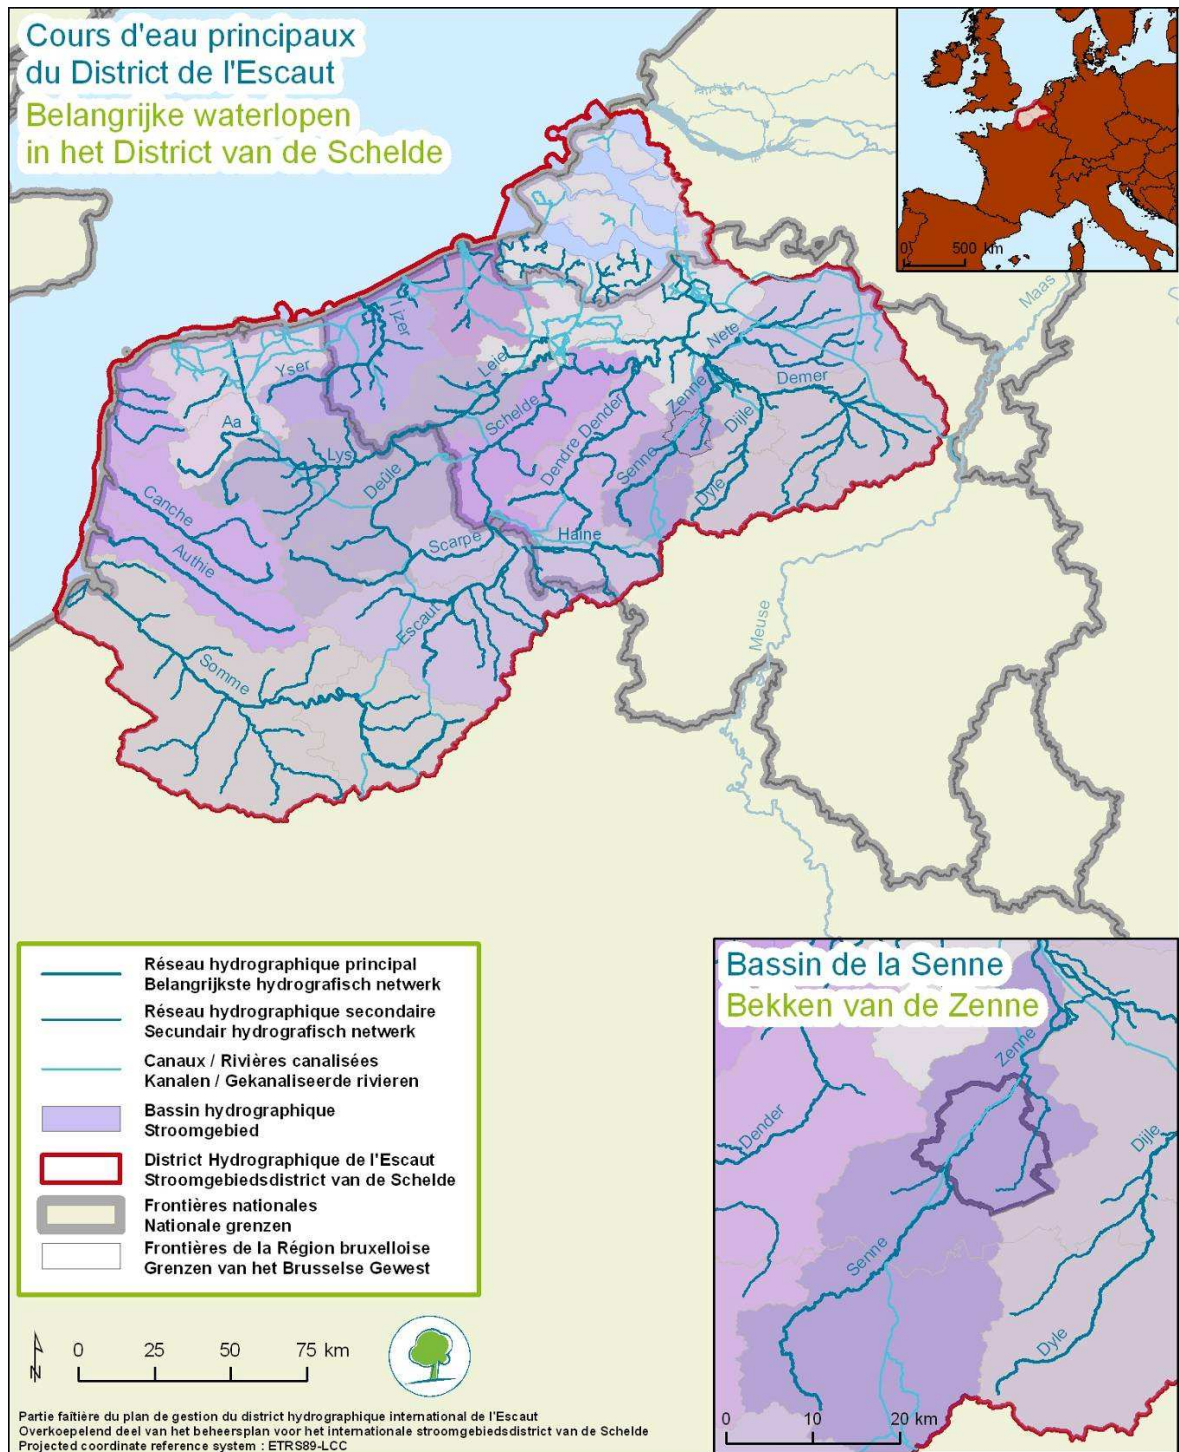 Cours d'eau principaux
du District de l'Escaut
Belangrijke waterlopen
in het District van de Schelde
0 500 km
Maas
Ijzer
Yser
Leie
Nete
Demer
Zenne
Schelde
Dender
Dijle
Aa
Lys
Deûle
Dendre
Senne
Dyle
Canche
Authie
Scarpe
Haine
Escaut
Meuse
Somme
Réseau hydrographique principal
Belangrijkste hydrografisch netwerk
Réseau hydrographique secondaire
Secundair hydrografisch netwerk
Canaux / Rivières canalisées
Kanalen / Gekanaliseerde rivieren
Bassin hydrographique
Stroomgebied
District Hydrographique de l'Escaut
Stroomgebiedsdistrict van de Schelde
Frontières nationales
Nationale grenzen
Frontières de la Région bruxelloise
Grenzen van het Brusselse Gewest
N
0 25 50 75 km
Bassin de la Senne
Bekken van de Zenne
Zenne
Dender
Dijle
Senne
Dyle
0 10 20 km
Partie faîtière du plan de gestion du district hydrographique international de l'Escaut
Overkoepelend deel van het beheersplan voor het internationale stroomgebiedsdistrict van de Schelde
Projected coordinate reference system : ETRS89-LCC